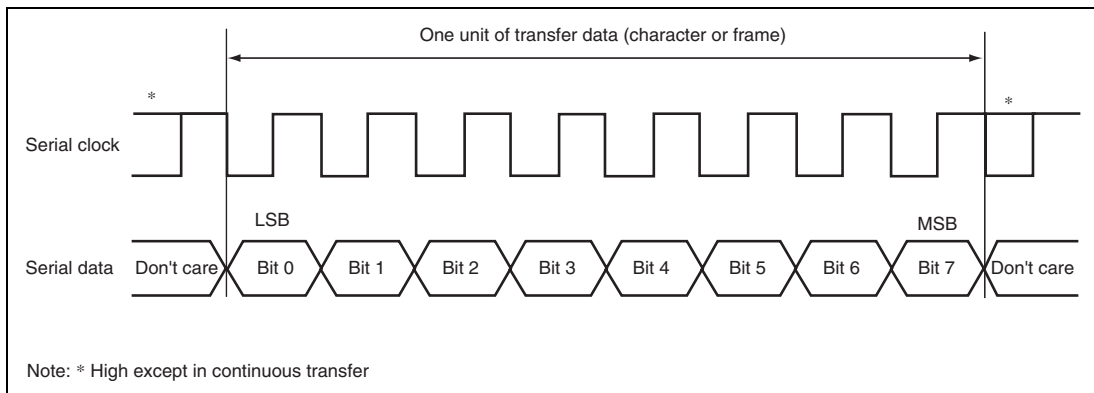 One unit of transfer data (character or frame)
* *
Serial clock
LSB MSB
Serial data Don't care Bit 0 Bit 1 Bit 2 Bit 3 Bit 4 Bit 5 Bit 6 Bit 7 Don't care
Note: * High except in continuous transfer